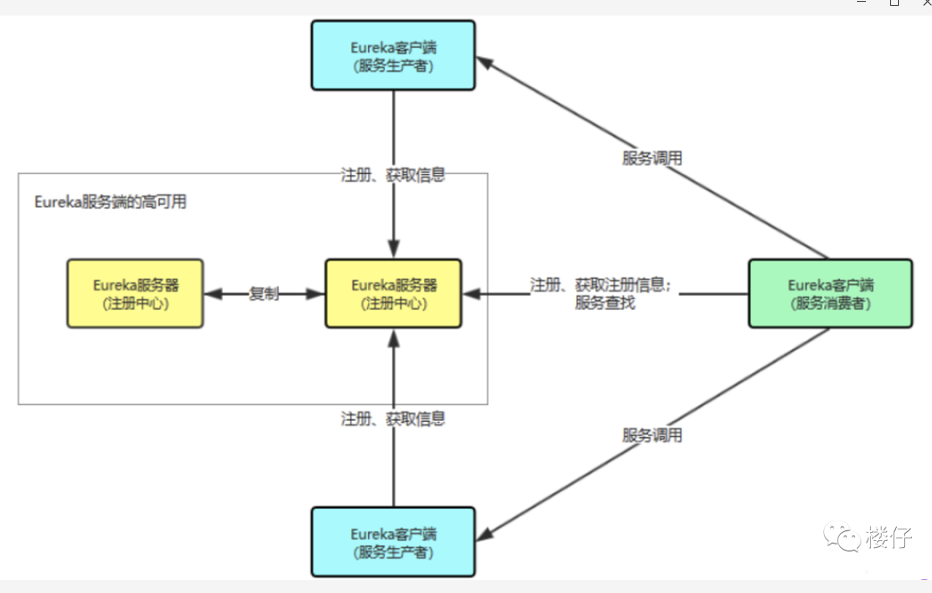 Eureka客户端
(服务生产者)
服务调用
注册、获取信息
Eureka服务端的高可用
Eureka服务器
(注册中心)
复制
Eureka服务器
(注册中心)
注册、获取注册信息；
服务查找
Eureka客户端
(服务消费者)
注册、获取信息
服务调用
Eureka客户端
(服务生产者)
楼仔